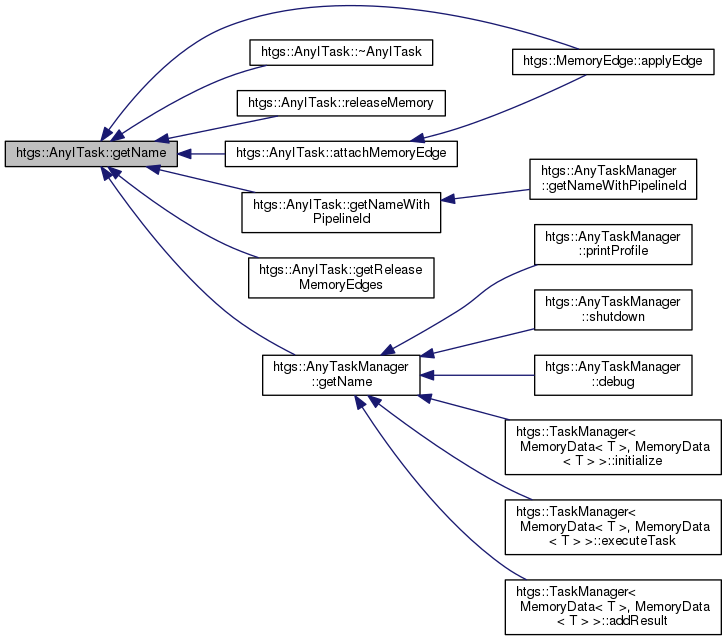 htgs::AnyITask::~AnyITask
htgs::MemoryEdge::applyEdge
htgs::AnyITask::releaseMemory
htgs::AnyITask::getName
htgs::AnyITask::attachMemoryEdge
htgs::AnyTaskManager
::getNameWithPipelineId
htgs::AnyITask::getNameWith
PipelineId
htgs::AnyTaskManager
::printProfile
htgs::AnyITask::getRelease
MemoryEdges
htgs::AnyTaskManager
::shutdown
htgs::AnyTaskManager
::getName
htgs::AnyTaskManager
::debug
htgs::TaskManager<
MemoryData< T >, MemoryData
< T > >::initialize
htgs::TaskManager<
MemoryData< T >, MemoryData
< T > >::executeTask
htgs::TaskManager<
MemoryData< T >, MemoryData
< T > >::addResult